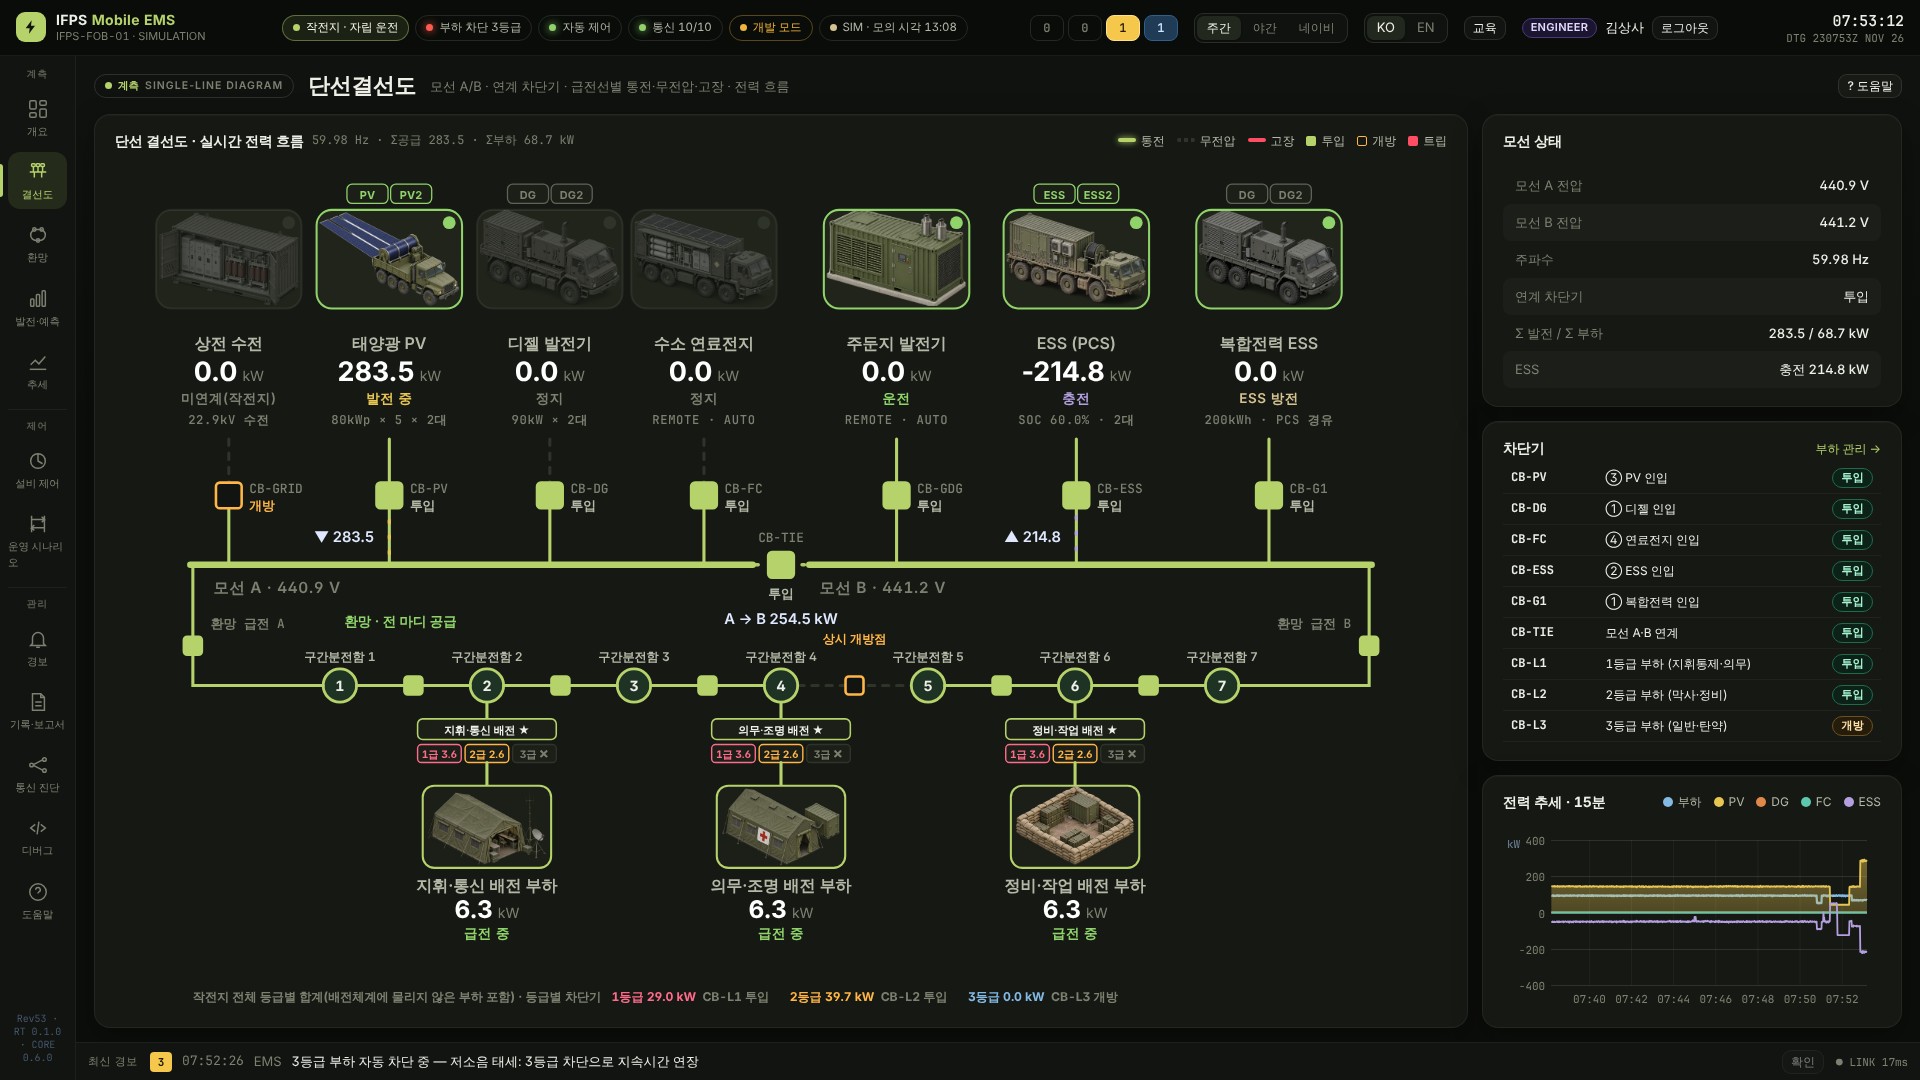 IFPS Mobile EMS
IFPS-FOB-01 · SIMULATION
작전지 · 자립 운전
부하 차단 3등급
자동 제어
통신 10/10
개발 모드
SIM · 모의 시각 13:08
0 0 1 1
주간 야간 네이비
KO EN
교육
ENGINEER 김상사 로그아웃
07:53:12
DTG 230753Z NOV 26
계측
개요
결선도
환망
발전·예측
추세
제어
설비 제어
운영 시나리
오
관리
경보
기록·보고서
통신 진단
디버그
도움말
Rev53 ·
RT 0.1.0
· CORE
0.6.0
계측 SINGLE-LINE DIAGRAM
단선결선도
모선 A/B · 연계 차단기 · 급전선별 통전·무전압·고장 · 전력 흐름
? 도움말
단선 결선도 · 실시간 전력 흐름
59.98 Hz · Σ공급 283.5 · Σ부하 68.7 kW
통전 무전압 고장 투입 개방 트립
PV PV2
DG DG2
ESS ESS2
DG DG2
상전 수전
0.0 kW
미연계(작전지)
22.9kV 수전
태양광 PV
283.5 kW
발전 중
80kWp × 5 × 2대
디젤 발전기
0.0 kW
정지
90kW × 2대
수소 연료전지
0.0 kW
정지
REMOTE · AUTO
주둔지 발전기
0.0 kW
운전
REMOTE · AUTO
ESS (PCS)
-214.8 kW
충전
SOC 60.0% · 2대
복합전력 ESS
0.0 kW
ESS 방전
200kWh · PCS 경유
CB-GRID
개방
CB-PV
투입
CB-DG
투입
CB-FC
투입
CB-GDG
투입
CB-ESS
투입
CB-G1
투입
▼ 283.5
▲ 214.8
CB-TIE
투입
모선 A · 440.9 V
모선 B · 441.2 V
A → B 254.5 kW
환망 급전 A
환망 · 전 마디 공급
상시 개방점
환망 급전 B
구간분전함 1
구간분전함 2
구간분전함 3
구간분전함 4
구간분전함 5
구간분전함 6
구간분전함 7
1 2 3 4 5 6 7
지휘·통신 배전 ★
1급 3.6 2급 2.6 3급 ✕
의무·조명 배전 ★
1급 3.6 2급 2.6 3급 ✕
정비·작업 배전 ★
1급 3.6 2급 2.6 3급 ✕
지휘·통신 배전 부하
6.3 kW
급전 중
의무·조명 배전 부하
6.3 kW
급전 중
정비·작업 배전 부하
6.3 kW
급전 중
작전지 전체 등급별 합계(배전체계에 물리지 않은 부하 포함) · 등급별 차단기 1등급 29.0 kW CB-L1 투입 2등급 39.7 kW CB-L2 투입 3등급 0.0 kW CB-L3 개방
모선 상태
모선 A 전압 440.9 V
모선 B 전압 441.2 V
주파수 59.98 Hz
연계 차단기 투입
Σ 발전 / Σ 부하 283.5 / 68.7 kW
ESS 충전 214.8 kW
차단기
부하 관리 →
CB-PV ③ PV 인입 투입
CB-DG ① 디젤 인입 투입
CB-FC ④ 연료전지 인입 투입
CB-ESS ② ESS 인입 투입
CB-G1 ① 복합전력 인입 투입
CB-TIE 모선 A·B 연계 투입
CB-L1 1등급 부하 (지휘통제·의무) 투입
CB-L2 2등급 부하 (막사·정비) 투입
CB-L3 3등급 부하 (일반·탄약) 개방
전력 추세 · 15분
부하 PV DG FC ESS
kW 400
200
0
-200
-400
07:40 07:42 07:44 07:46 07:48 07:50 07:52
최신 경보 3 07:52:26 EMS 3등급 부하 자동 차단 중 — 저소음 태세: 3등급 차단으로 지속시간 연장
확인
LINK 17ms